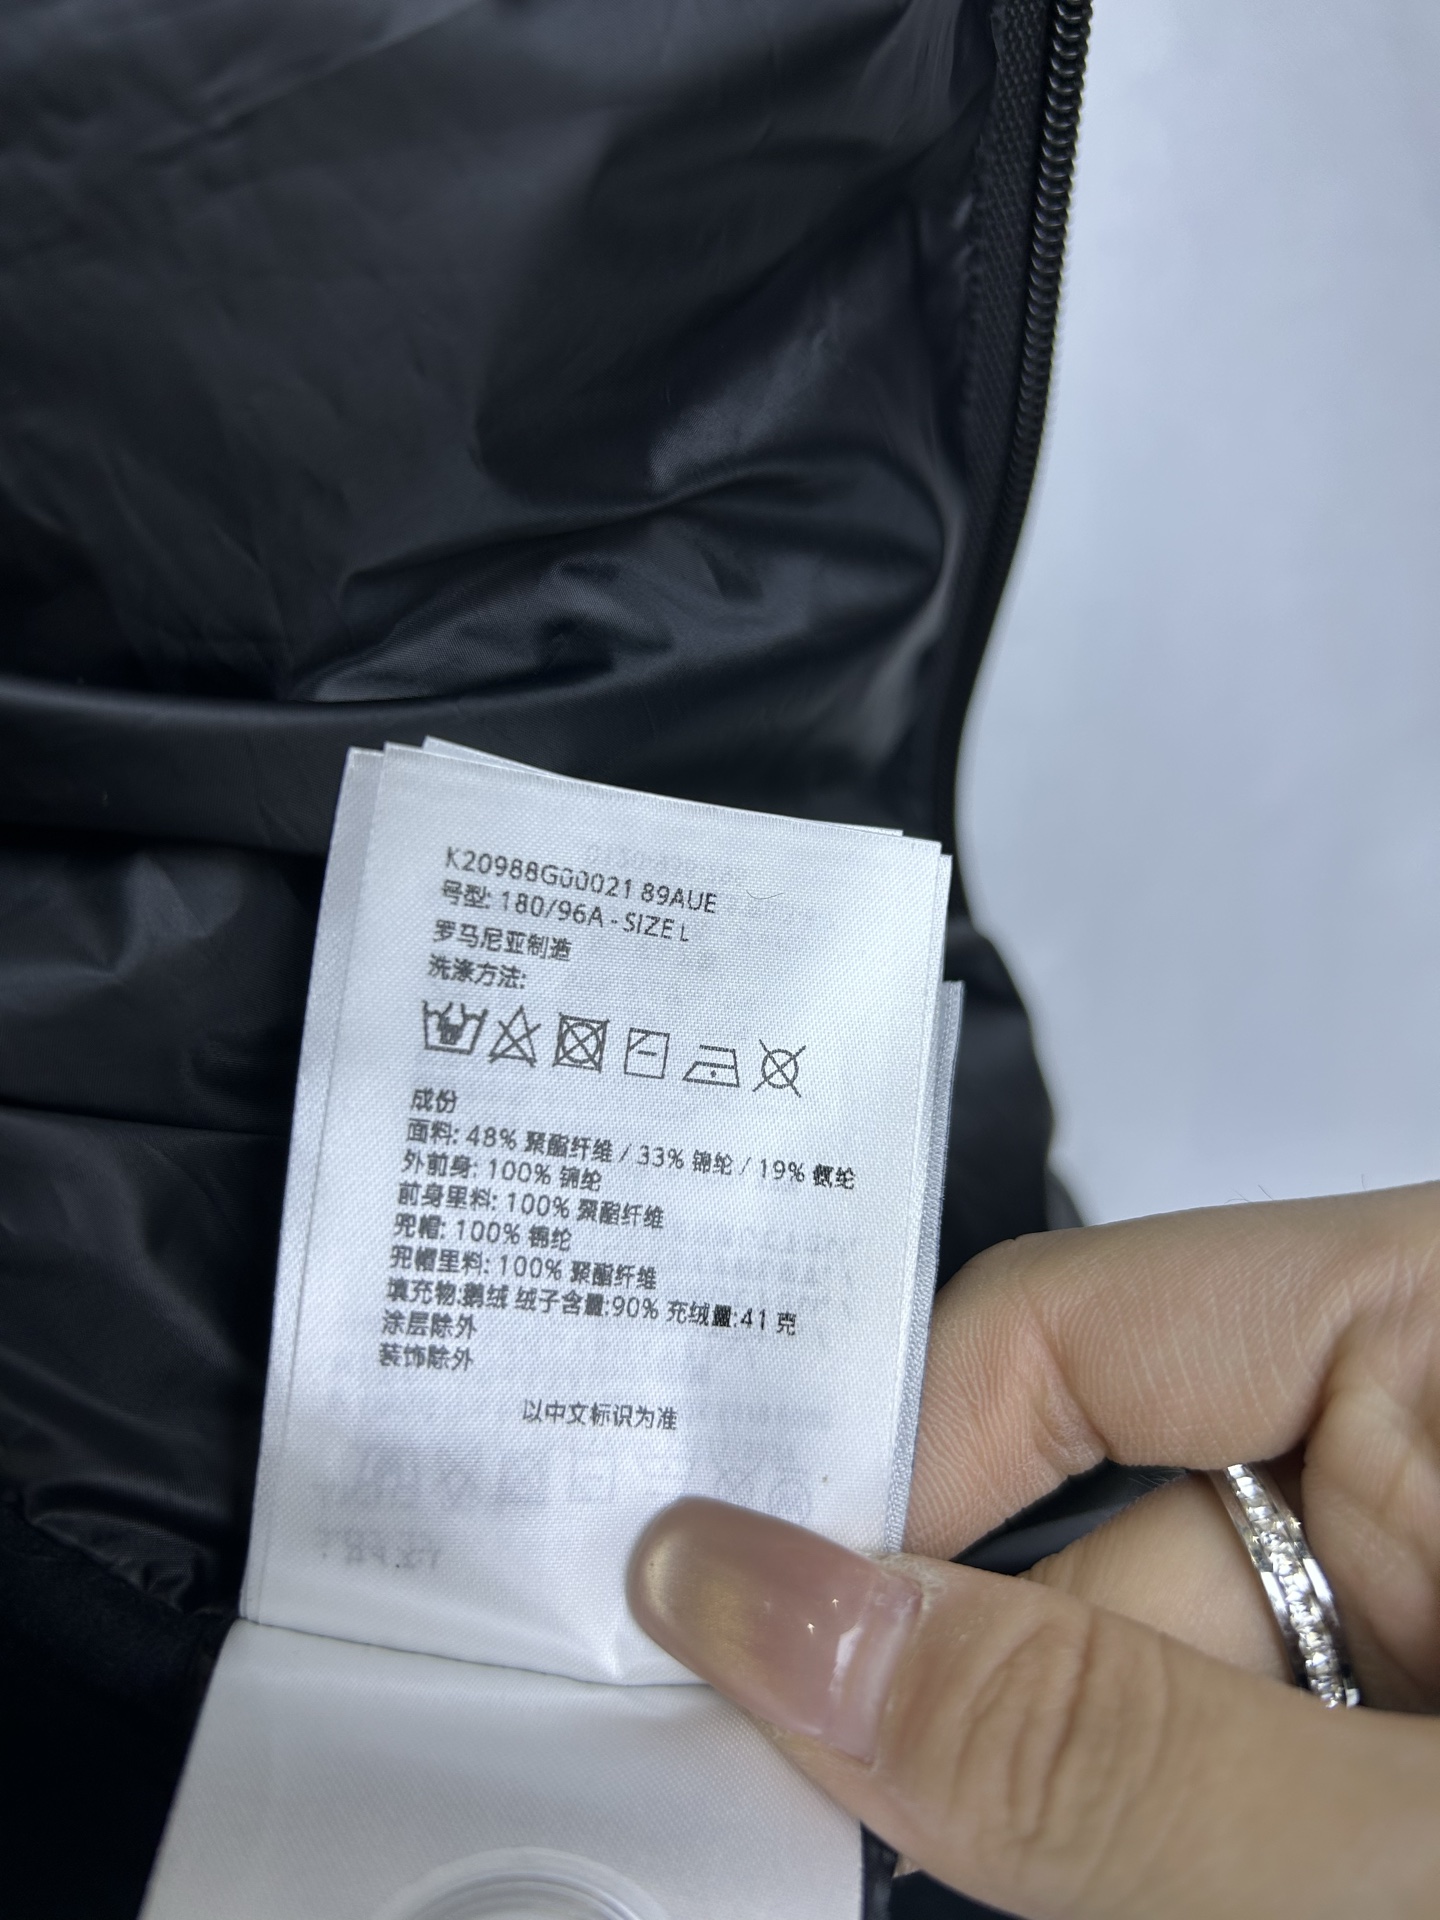 K20988G00021 89AUE
号型: 180/96A - SIZE L
罗马尼亚制造
洗涤方法:
成份
面料: 48% 聚酯纤维 / 33% 锦纶 / 19% 氨纶
外前身: 100% 锦纶
前身里料: 100% 聚酯纤维
兜帽: 100% 锦纶
兜帽里料: 100% 聚酯纤维
填充物:鹅绒 绒子含量:90% 充绒量:41 克
涂层除外
装饰除外
以中文标识为准